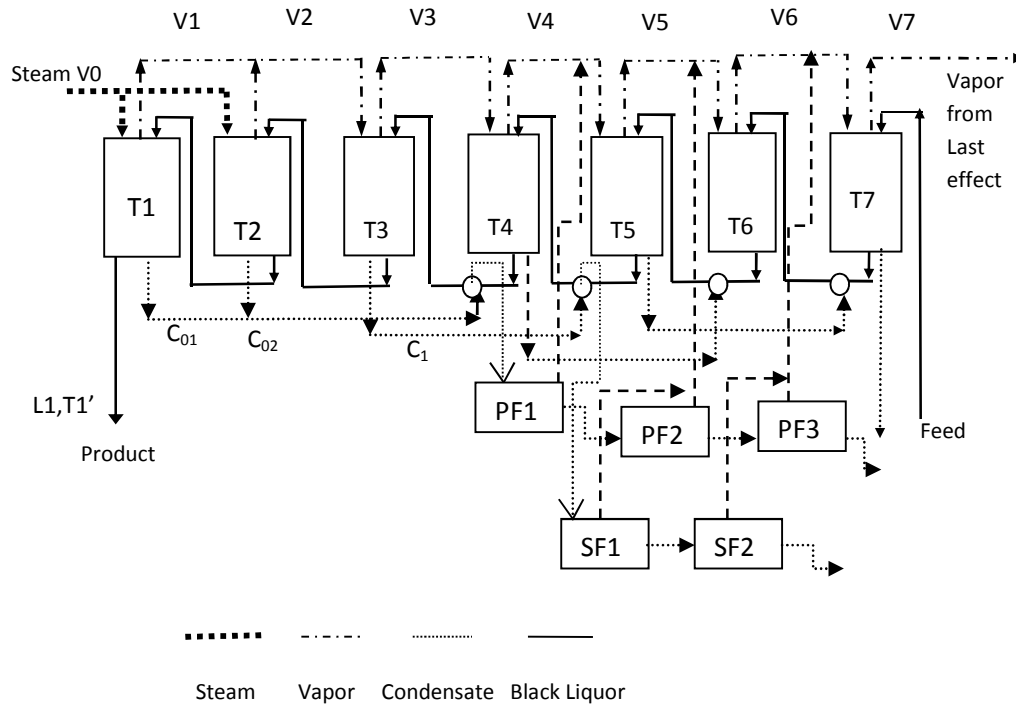 V1 V2 V3 V4 V5 V6 V7
Steam V0
Vapor
from
Last
effect
T1 T2 T3 T4 T5 T6 T7
C01 C02 C1
L1,T1’
Product
PF1 PF2 PF3
Feed
SF1 SF2
Steam Vapor Condensate Black Liquor